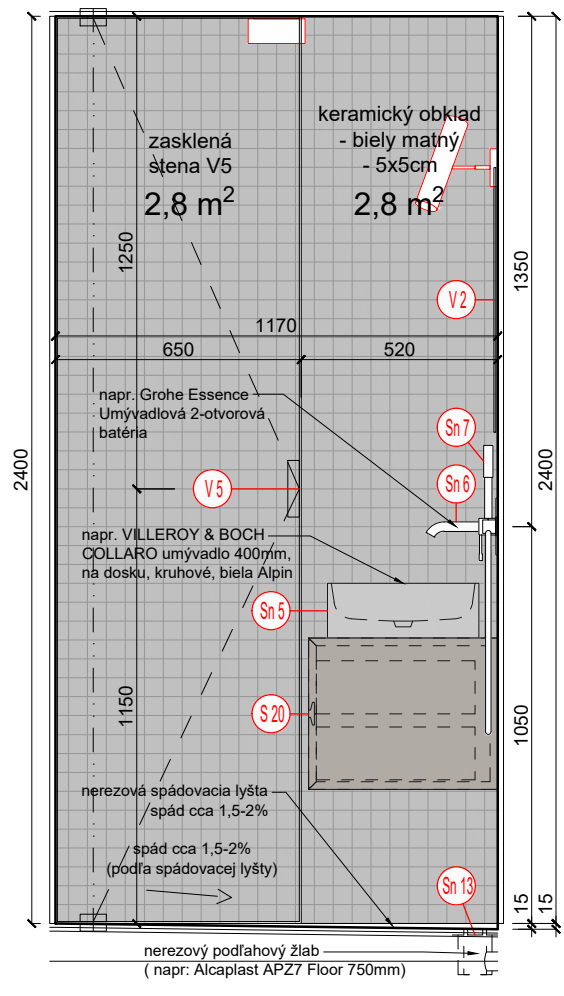 zasklená
stena V5
2,8 m²
keramický obklad
- biely matný
- 5x5cm
2,8 m²
1250
1350
V 2
1170
650
520
napr. Grohe Essence
Umývadlová 2-otvorová
batéria
Sn 7
2400
2400
V 5
Sn 6
napr. VILLEROY & BOCH
COLLARO umývadlo 400mm,
na dosku, kruhové, biela Alpin
Sn 5
1150
S 20
1050
nerezová spádovacia lyšta
spád cca 1,5-2%
spád cca 1,5-2%
(podľa spádovacej lyšty)
Sn 13
15
15
nerezový podľahový žlab
( napr: Alcaplast APZ7 Floor 750mm)